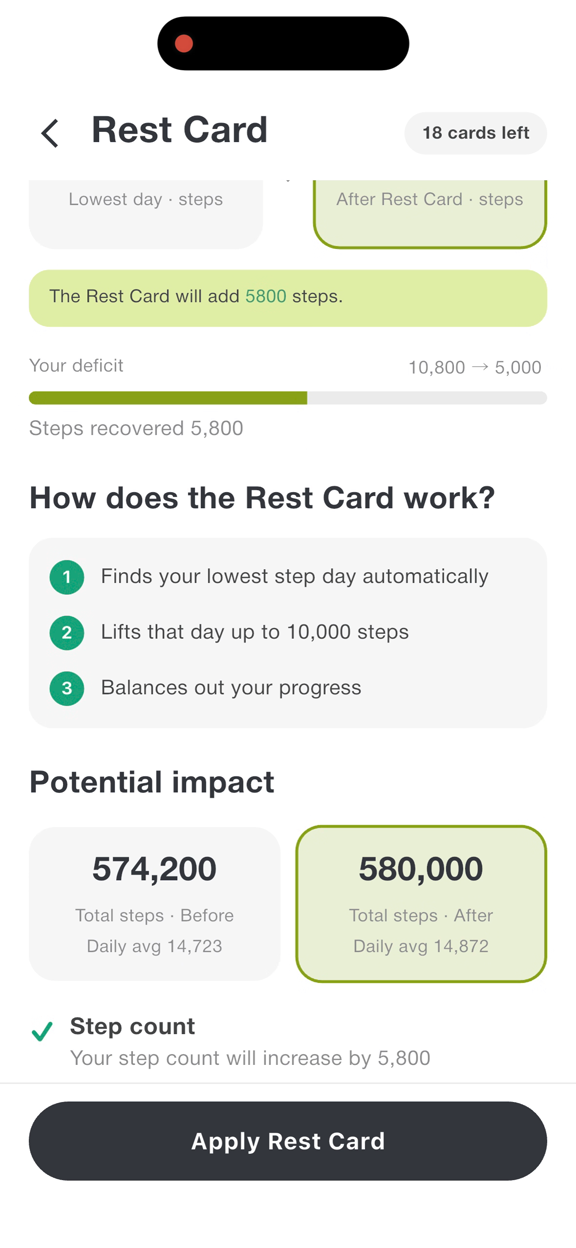 Rest Card
18 cards left
Lowest day · steps
After Rest Card · steps
The Rest Card will add 5800 steps.
Your deficit
10,800 → 5,000
Steps recovered 5,800
How does the Rest Card work?
1 Finds your lowest step day automatically
2 Lifts that day up to 10,000 steps
3 Balances out your progress
Potential impact
574,200
Total steps · Before
Daily avg 14,723
580,000
Total steps · After
Daily avg 14,872
Step count
Your step count will increase by 5,800
Apply Rest Card